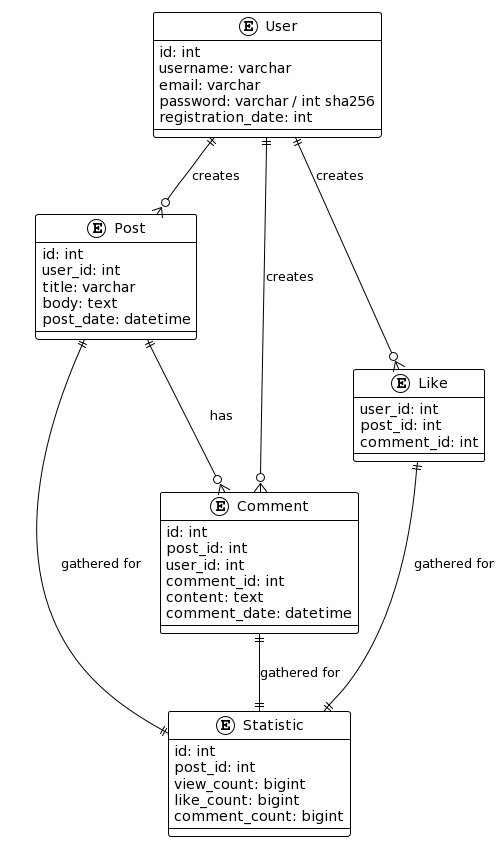 E User
id: int
username: varchar
email: varchar
password: varchar / int sha256
registration_date: int
creates
creates
creates
E Post
id: int
user_id: int
title: varchar
body: text
post_date: datetime
E Like
user_id: int
post_id: int
comment_id: int
has
E Comment
id: int
post_id: int
user_id: int
comment_id: int
content: text
comment_date: datetime
gathered for
gathered for
gathered for
E Statistic
id: int
post_id: int
view_count: bigint
like_count: bigint
comment_count: bigint